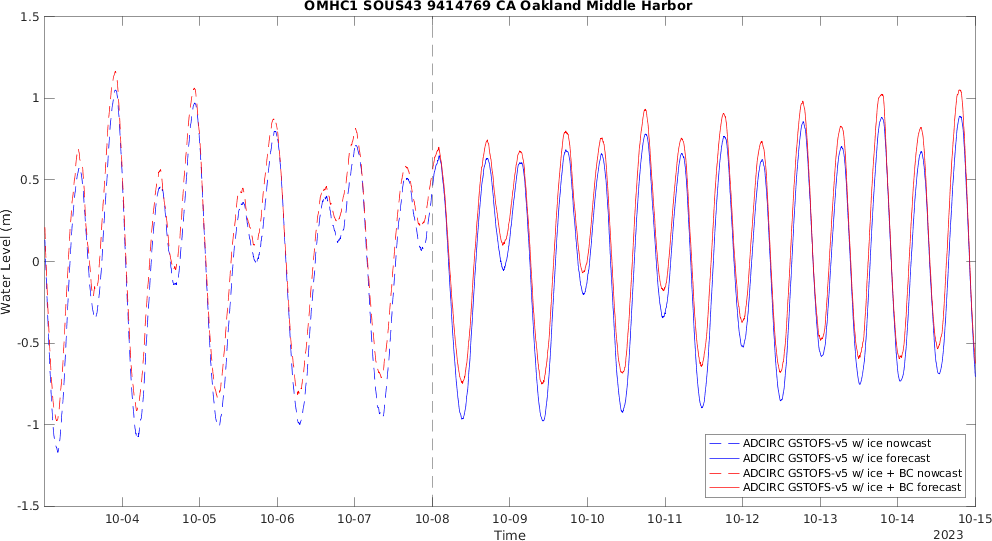 OMHC1 SOUS43 9414769 CA Oakland Middle Harbor
1.5
1
0.5
0
-0.5
-1
-1.5
Water Level (m)
ADCIRC GSTOFS-v5 w/ ice nowcast
ADCIRC GSTOFS-v5 w/ ice forecast
ADCIRC GSTOFS-v5 w/ ice + BC nowcast
ADCIRC GSTOFS-v5 w/ ice + BC forecast
10-04 10-05 10-06 10-07 10-08 10-09 10-10 10-11 10-12 10-13 10-14 10-15
Time
2023